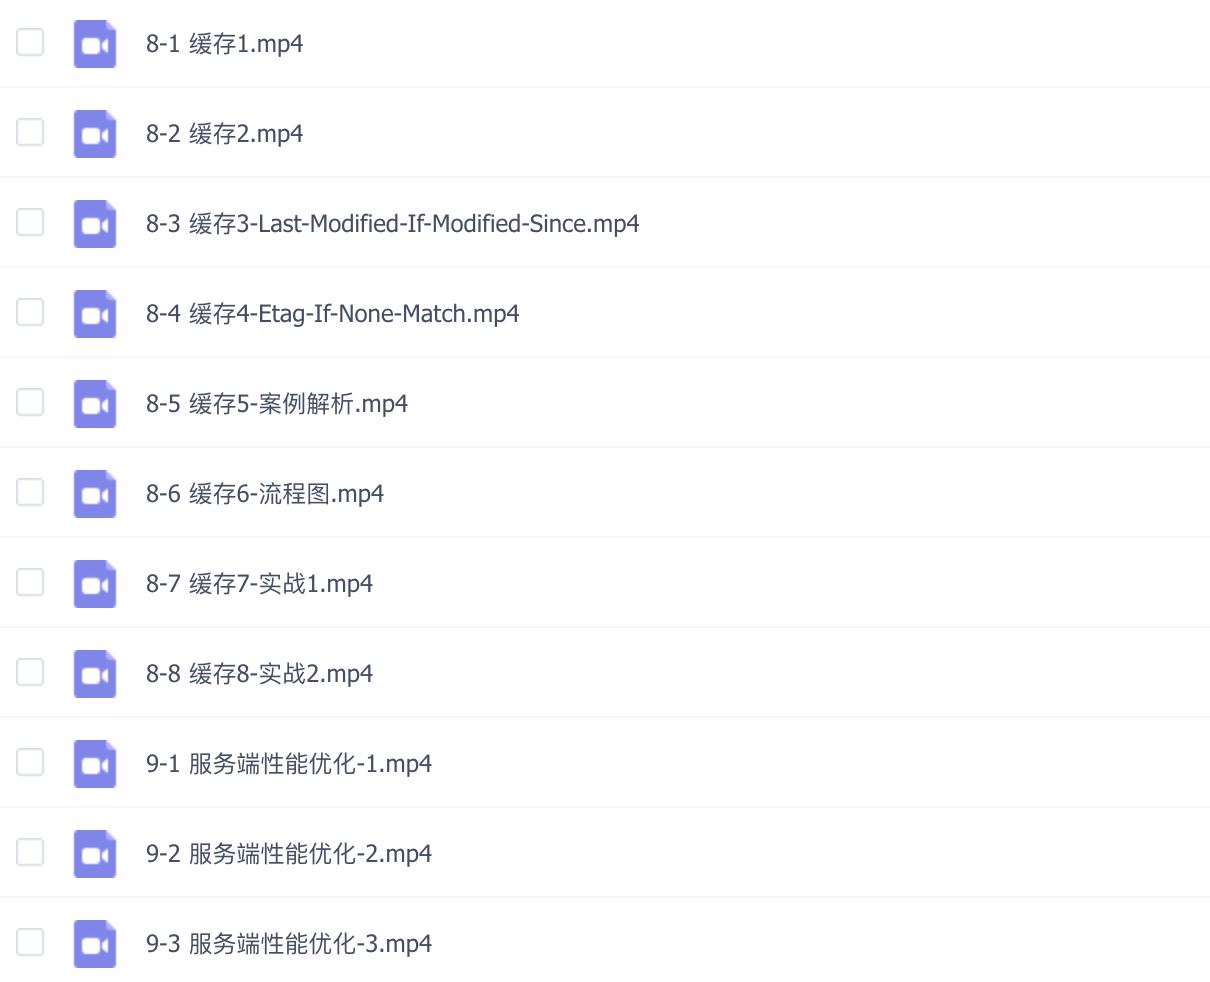 8-1 缓存1.mp4
8-2 缓存2.mp4
8-3 缓存3-Last-Modified-If-Modified-Since.mp4
8-4 缓存4-Etag-If-None-Match.mp4
8-5 缓存5-案例解析.mp4
8-6 缓存6-流程图.mp4
8-7 缓存7-实战1.mp4
8-8 缓存8-实战2.mp4
9-1 服务端性能优化-1.mp4
9-2 服务端性能优化-2.mp4
9-3 服务端性能优化-3.mp4